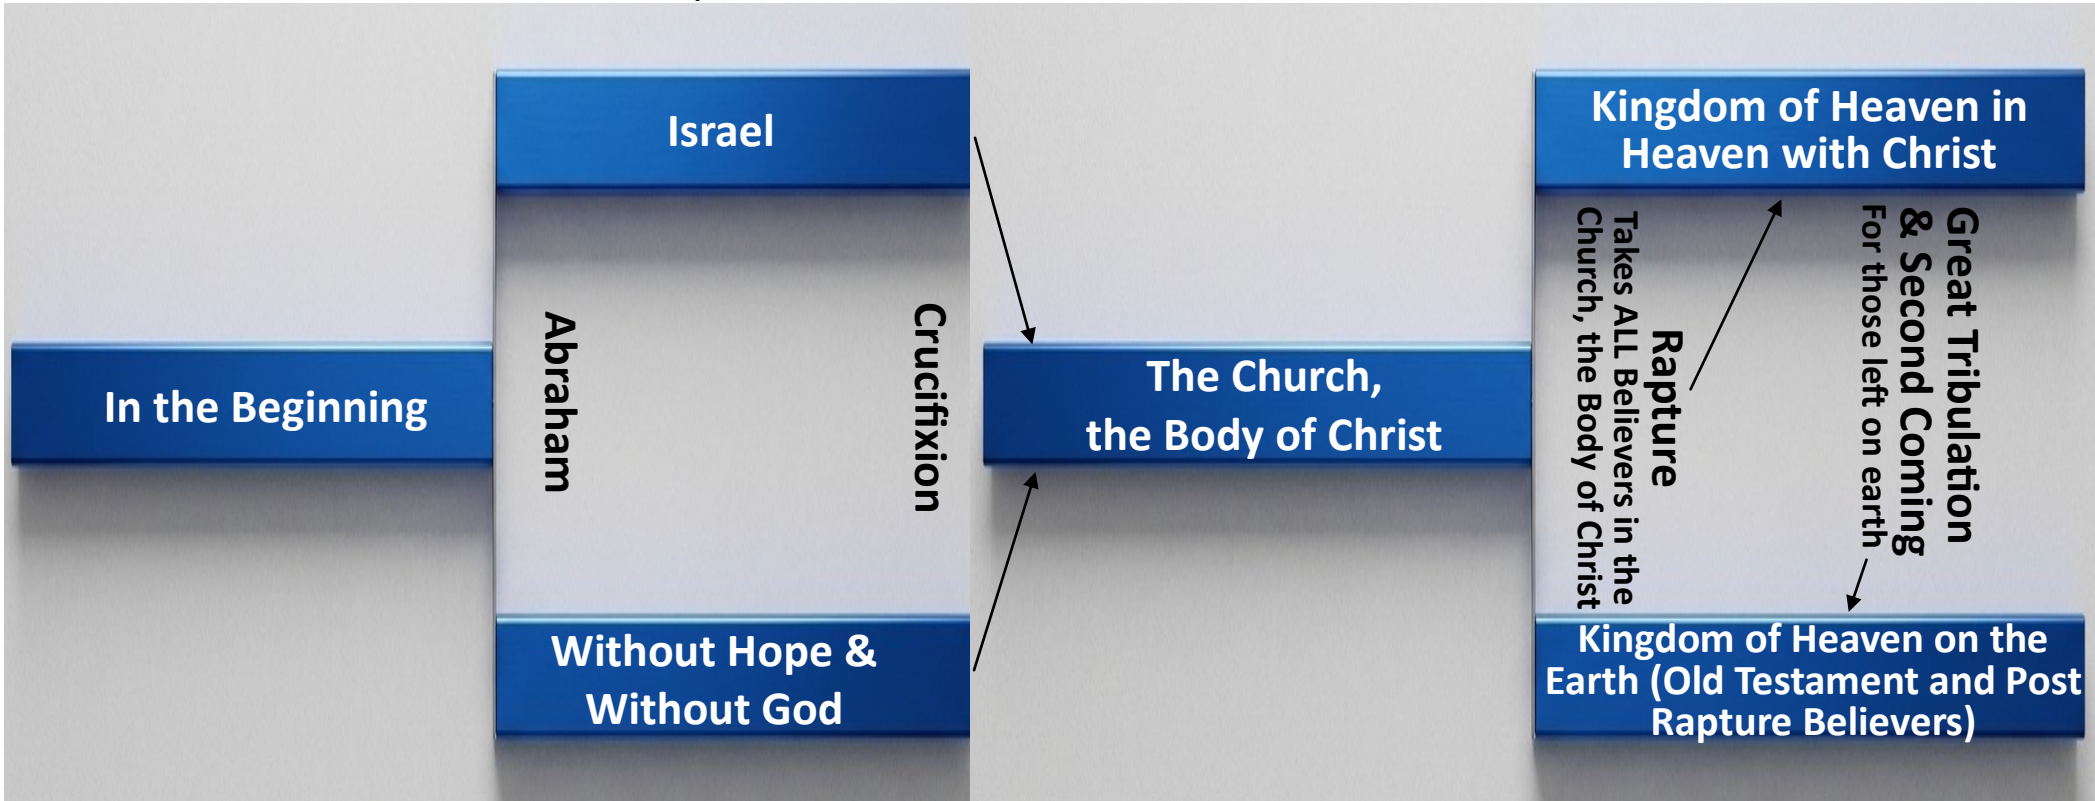 In the Beginning
Israel
Abraham
Crucifixion
Without Hope &
Without God
The Church,
the Body of Christ
Kingdom of Heaven in
Heaven with Christ
Rapture
Takes ALL Believers in the
Church, the Body of Christ
Great Tribulation
& Second Coming
For those left on earth
Kingdom of Heaven on the
Earth (Old Testament and Post
Rapture Believers)